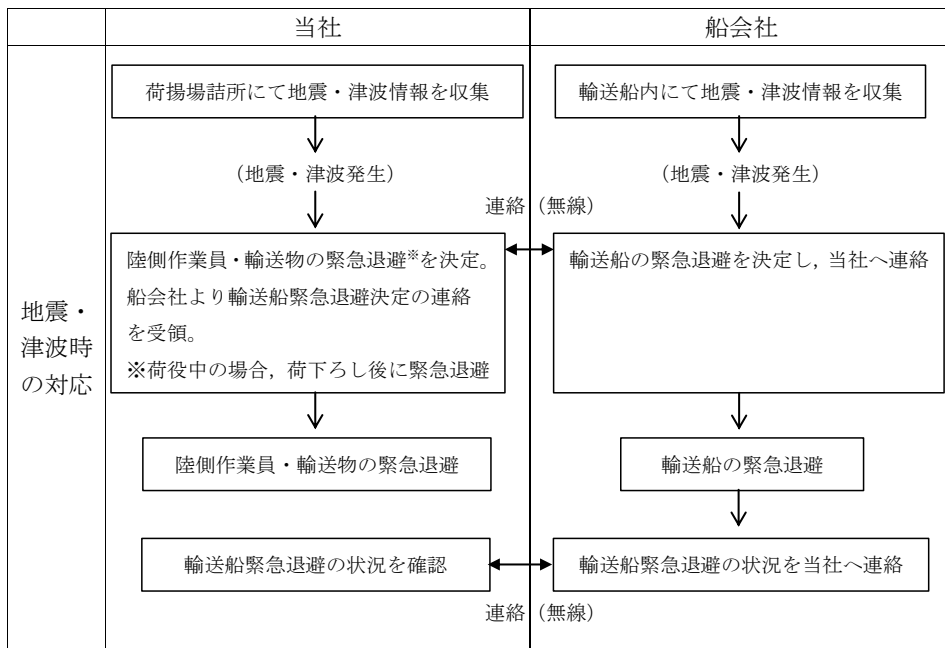 当社
船会社
地震・
津波時
の対応
荷揚場詰所にて地震・津波情報を収集
輸送船内にて地震・津波情報を収集
（地震・津波発生）
（地震・津波発生）
連絡（無線）
陸側作業員・輸送物の緊急退避※を決定。
船会社より輸送船緊急退避決定の連絡
を受領。
※荷役中の場合，荷下ろし後に緊急退避
輸送船の緊急退避を決定し，当社へ連絡
陸側作業員・輸送物の緊急退避
輸送船の緊急退避
輸送船緊急退避の状況を確認
輸送船緊急退避の状況を当社へ連絡
連絡（無線）